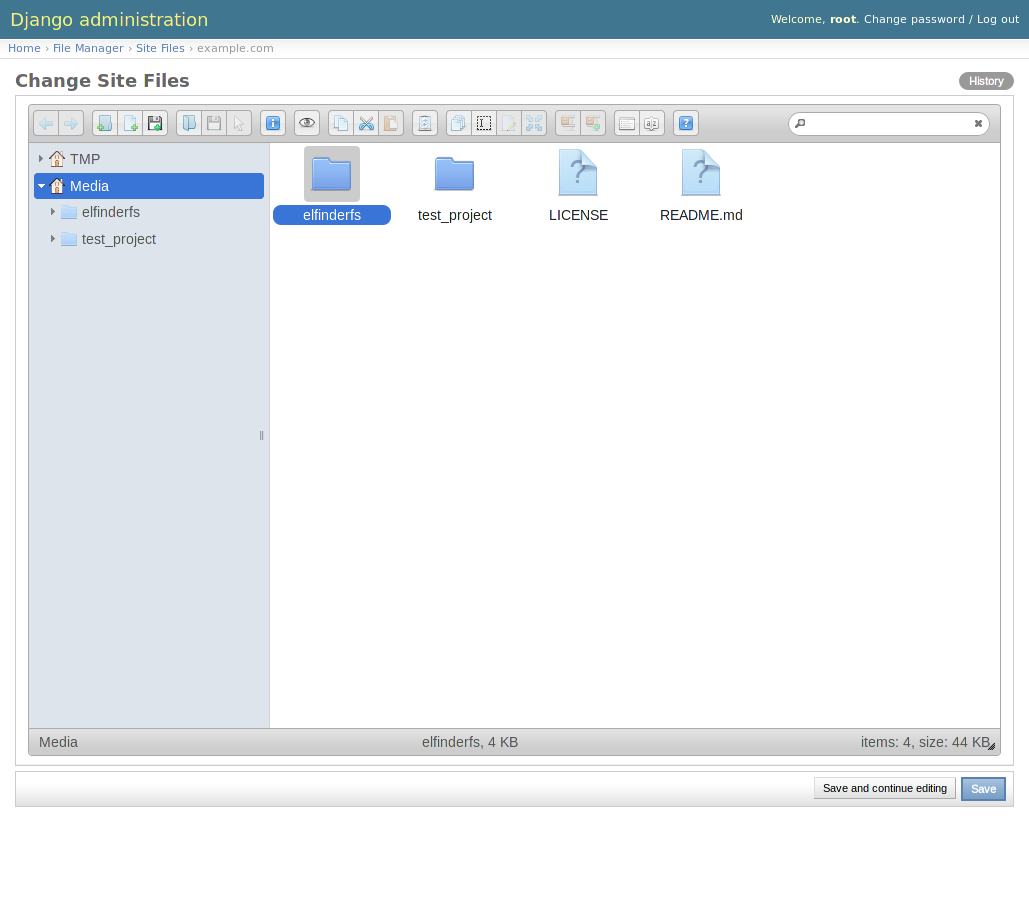 Django administration
Welcome, root. Change password / Log out
Home › File Manager › Site Files › example.com
Change Site Files
History
TMP
Media
elfinderfs
test_project
elfinderfs
test_project
LICENSE
README.md
Media
elfinderfs, 4 KB
items: 4, size: 44 KB
Save and continue editing
Save